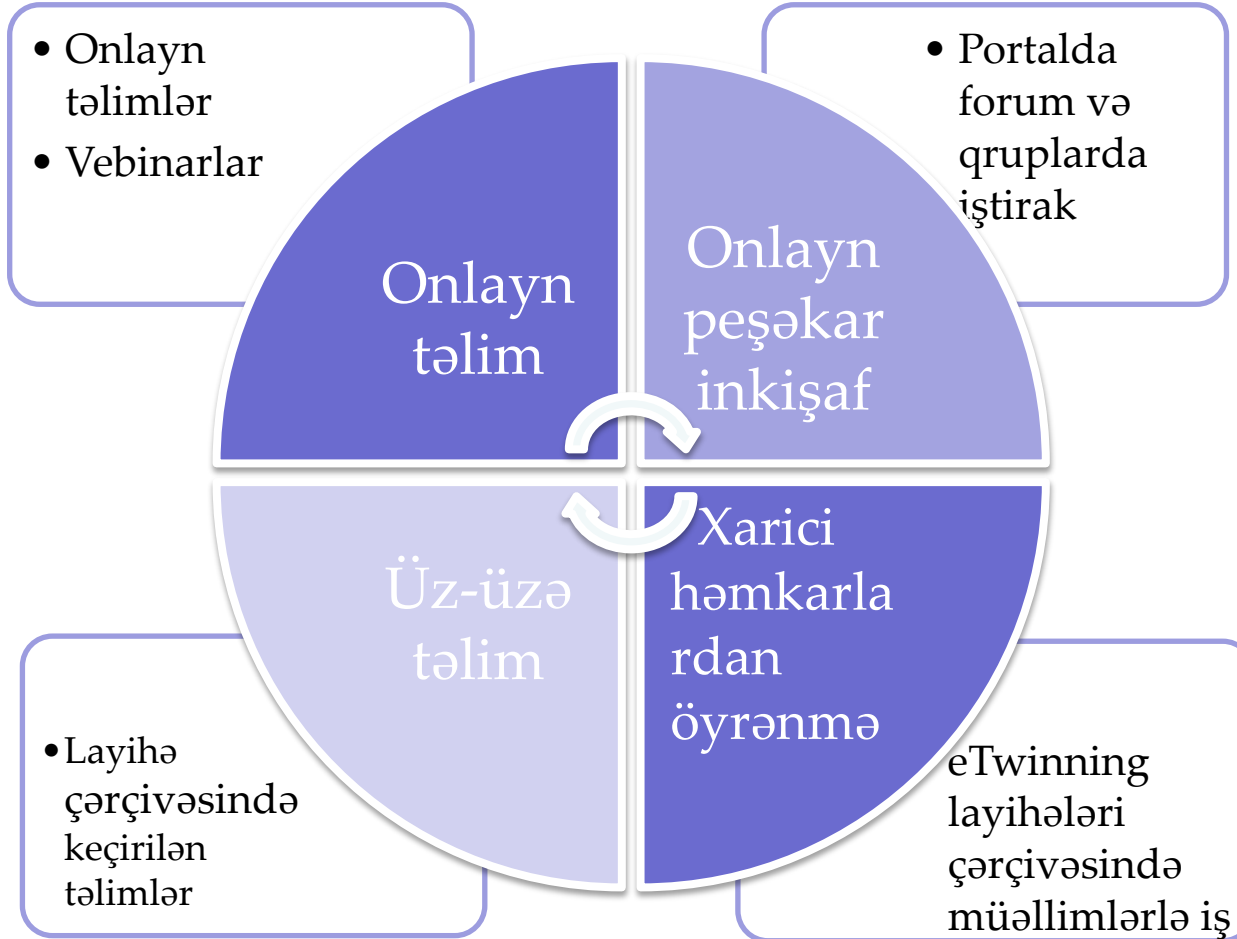 • Onlayn
təlimlər
• Vebinarlar
• Portalda
forum və
qruplarda
iştirak
Onlayn
təlim
Onlayn
peşəkar
inkişaf
Üz-üzə
təlim
Xarici
həmkarla
rdan
öyrənmə
•Layihə
çərçivəsində
keçirilən
təlimlər
eTwinning
layihələri
çərçivəsində
müəllimlərlə iş